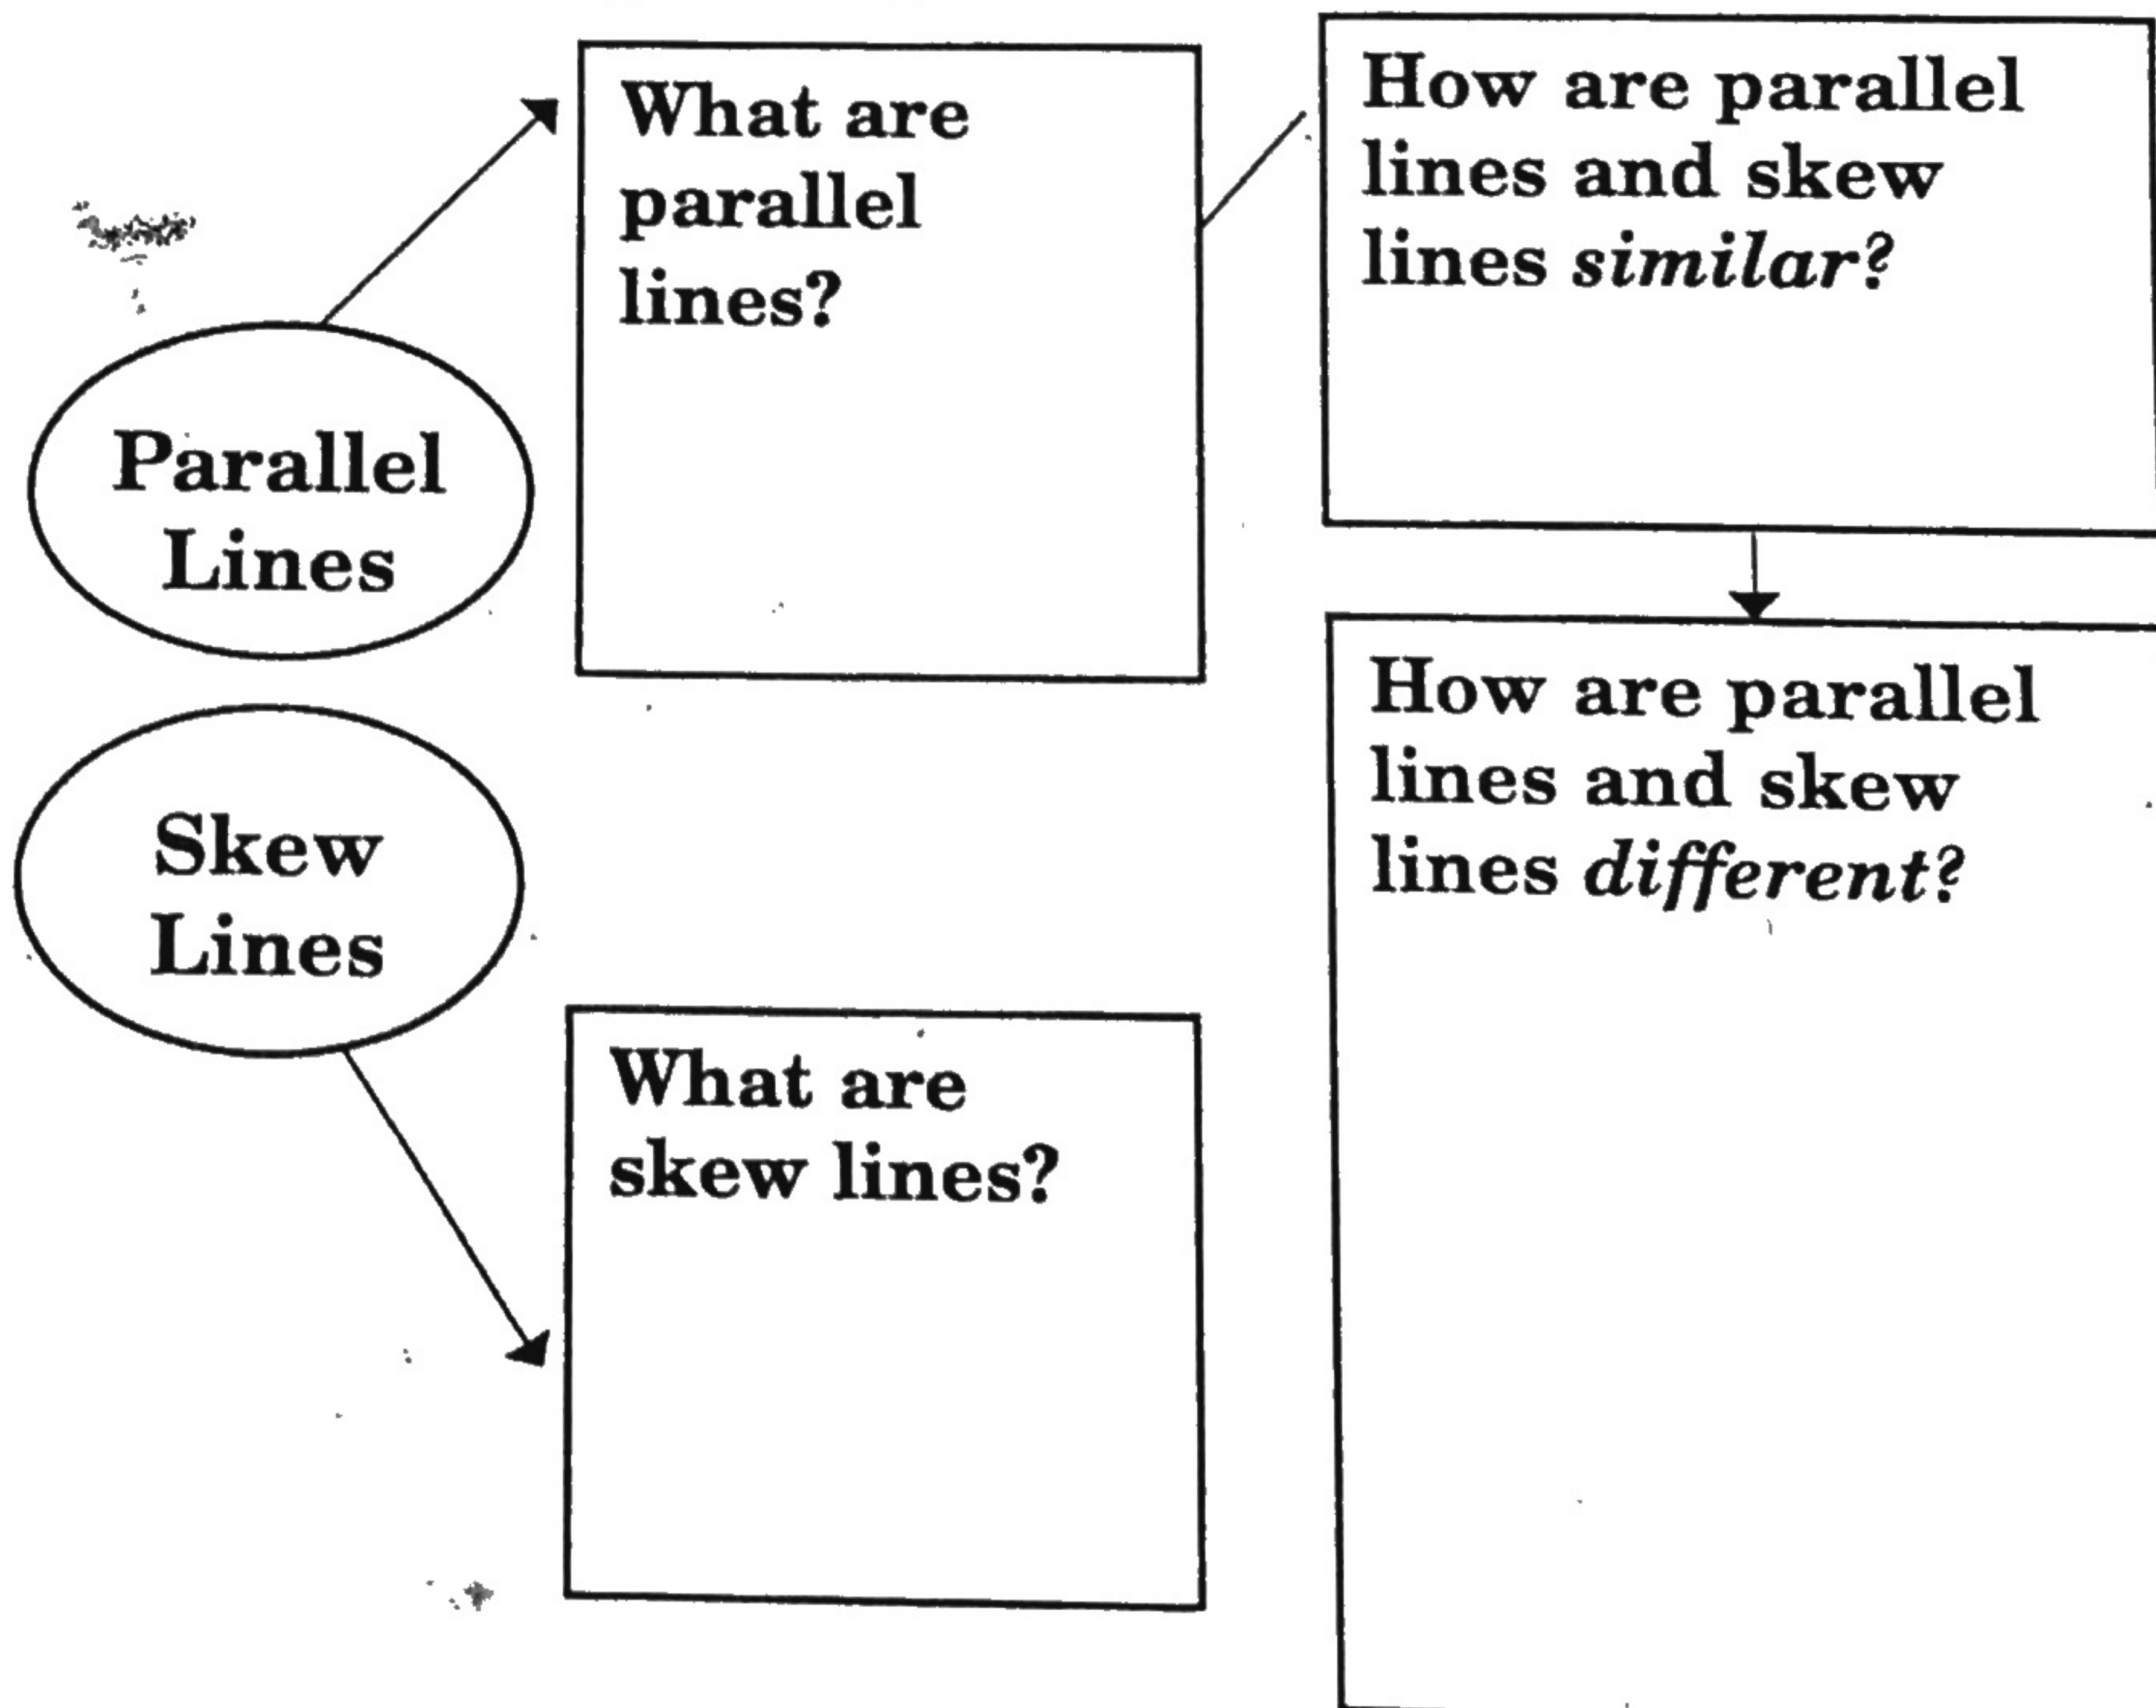 What are
parallel
lines?
How are parallel
lines and skew
lines similar?
Parallel
Lines
How are parallel
lines and skew
lines different?
Skew
Lines
What are
skew lines?